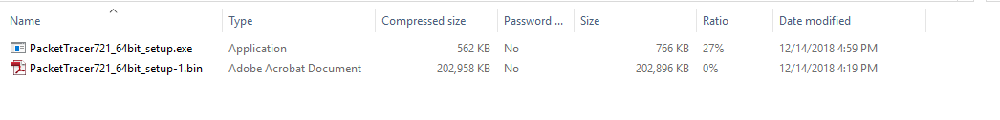 Name Compressed size Password ... Size Ratio Date modified
PacketTracer721_64bit_setup.exe Application 562 KB No 766 KB 27% 12/14/2018 4:59 PM
PacketTracer721_64bit_setup-1.bin Adobe Acrobat Document 202,958 KB No 202,896 KB 0% 12/14/2018 4:19 PM